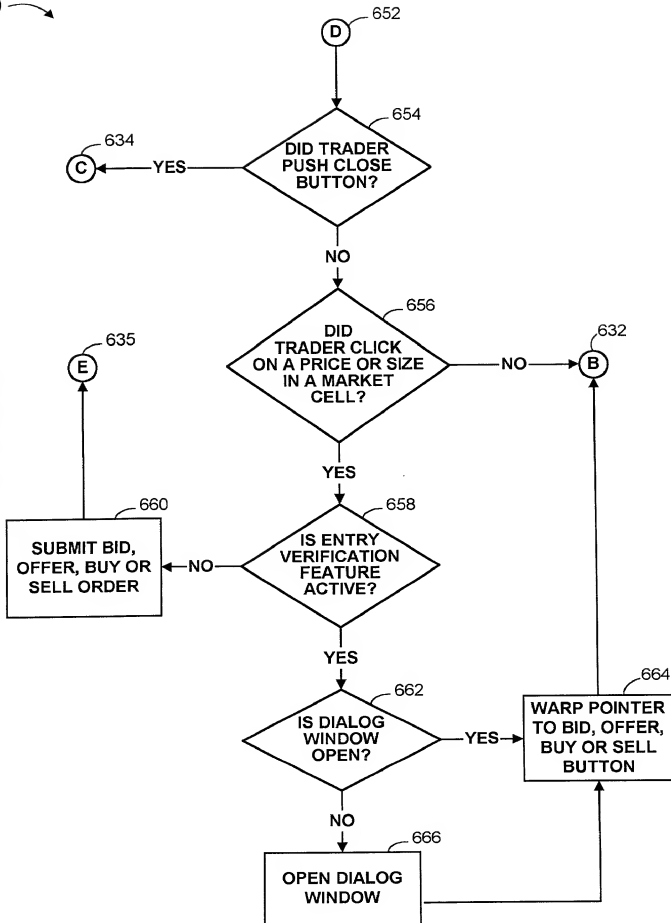 D
652
654
DID TRADER
PUSH CLOSE
BUTTON?
YES
634
C
NO
656
DID
TRADER CLICK
ON A PRICE OR SIZE
IN A MARKET
CELL?
NO
632
B
635
E
YES
658
IS ENTRY
VERIFICATION
FEATURE
ACTIVE?
NO
660
SUBMIT BID,
OFFER, BUY OR
SELL ORDER
YES
662
IS DIALOG
WINDOW
OPEN?
YES
664
WARP POINTER
TO BID, OFFER,
BUY OR SELL
BUTTON
NO
666
OPEN DIALOG
WINDOW